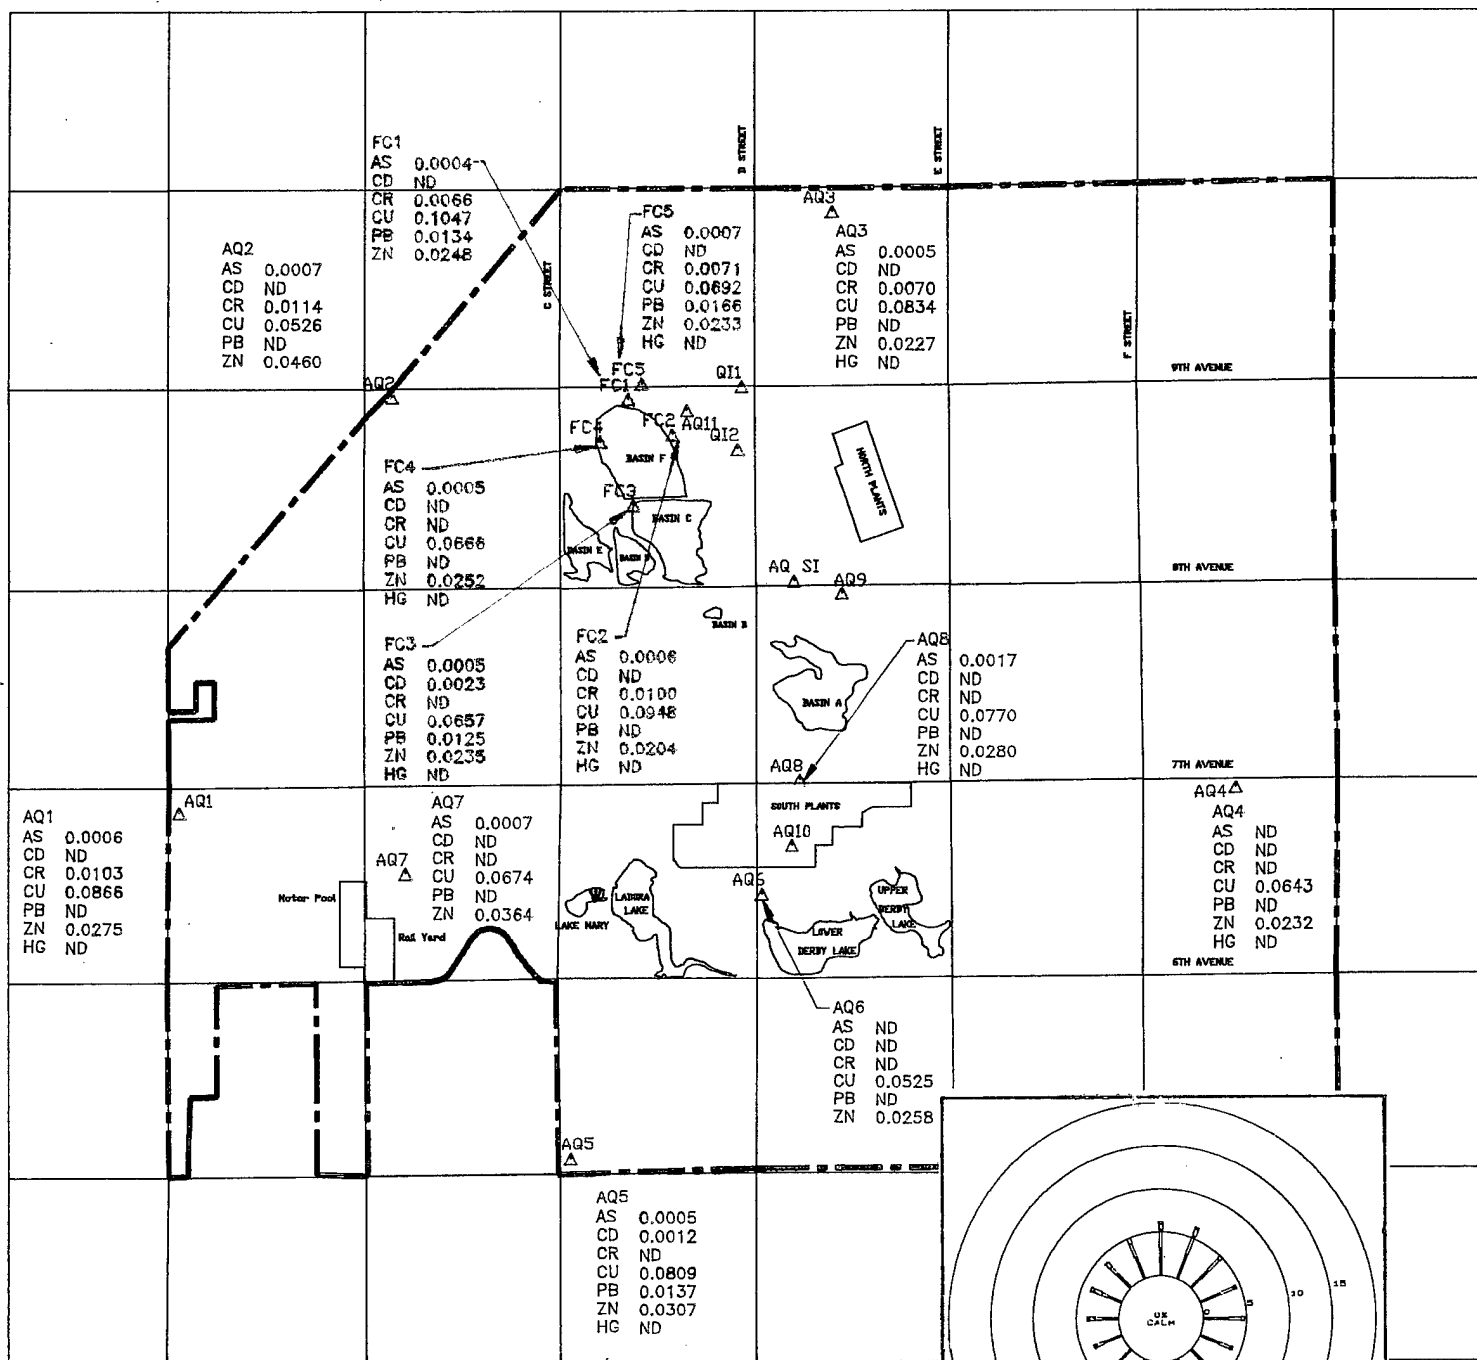 FC1
AS 0.0004
CD ND
CR 0.0066
CU 0.1047
PB 0.0134
ZN 0.0248
D STREET
E STREET
C STREET
F STREET
AQ2
AS 0.0007
CD ND
CR 0.0114
CU 0.0526
PB ND
ZN 0.0460
FC5
AS 0.0007
CD ND
CR 0.0071
CU 0.0692
PB 0.0166
ZN 0.0233
HG ND
AQ3
AQ3
AS 0.0005
CD ND
CR 0.0070
CU 0.0834
PB ND
ZN 0.0227
HG ND
9TH AVENUE
AQ2
FC5
FC1
QI1
FC4
FC2
AQ11
QI2
BASIN F
NORTH PLANTS
FC4
AS 0.0005
CD ND
CR ND
CU 0.0666
PB ND
ZN 0.0252
HG ND
FC3
BASIN C
BASIN E
BASIN
AQ SI
AQ9
8TH AVENUE
BASIN B
FC3
AS 0.0005
CD 0.0023
CR ND
CU 0.0657
PB 0.0125
ZN 0.0235
HG ND
FC2
AS 0.0006
CD ND
CR 0.0100
CU 0.0948
PB ND
ZN 0.0204
HG ND
BASIN A
AQ8
AS 0.0017
CD ND
CR ND
CU 0.0770
PB ND
ZN 0.0280
HG ND
AQ8
7TH AVENUE
AQ1
AQ1
AS 0.0006
CD ND
CR 0.0103
CU 0.0866
PB ND
ZN 0.0275
HG ND
AQ7
AQ7
AS 0.0007
CD ND
CR ND
CU 0.0674
PB ND
ZN 0.0364
Motor Pool
Rail Yard
SOUTH PLANTS
AQ10
AQ6
LAKE MARY
LADORA
LAKE
UPPER
DERBY
LAKE
LOWER
DERBY LAKE
AQ4
AQ4
AS ND
CD ND
CR ND
CU 0.0643
PB ND
ZN 0.0232
HG ND
6TH AVENUE
AQ6
AS ND
CD ND
CR ND
CU 0.0525
PB ND
ZN 0.0258
AQ5
AQ5
AS 0.0005
CD 0.0012
CR ND
CU 0.0809
PB 0.0137
ZN 0.0307
HG ND
0
5
10
15
CALM